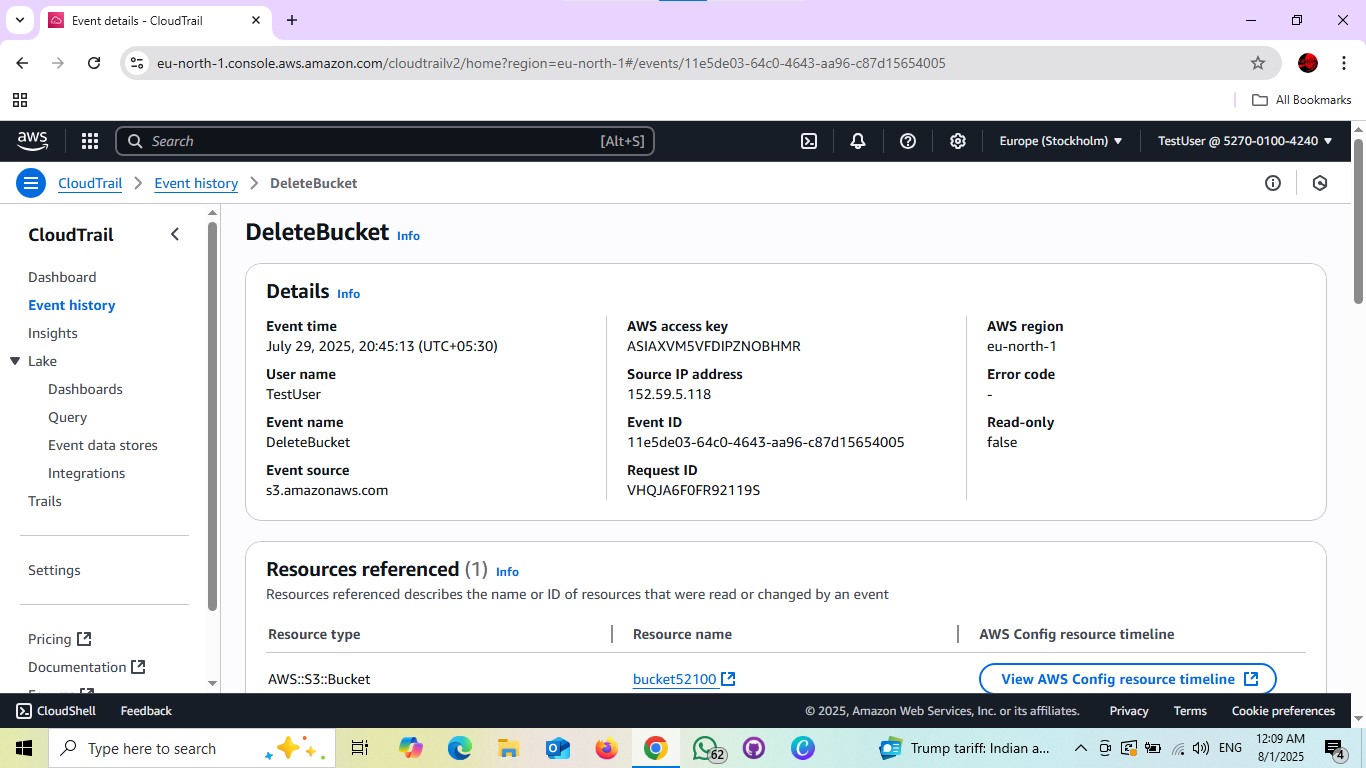 Event details - CloudTrail
eu-north-1.console.aws.amazon.com/cloudtrailv2/home?region=eu-north-1#/events/11e5de03-64c0-4643-aa96-c87d15654005
All Bookmarks
aws
Search
[Alt+S]
Europe (Stockholm)
TestUser @ 5270-0100-4240
CloudTrail
Event history
DeleteBucket
CloudTrail
Dashboard
Event history
Insights
Lake
Dashboards
Query
Event data stores
Integrations
Trails
Settings
Pricing
Documentation
DeleteBucket Info
Details Info
Event time
July 29, 2025, 20:45:13 (UTC+05:30)
User name
TestUser
Event name
DeleteBucket
Event source
s3.amazonaws.com
AWS access key
ASIAXVM5VFDIPZNOBHMR
Source IP address
152.59.5.118
Event ID
11e5de03-64c0-4643-aa96-c87d15654005
Request ID
VHQJA6F0FR92119S
AWS region
eu-north-1
Error code
-
Read-only
false
Resources referenced (1) Info
Resources referenced describes the name or ID of resources that were read or changed by an event
Resource type
Resource name
AWS Config resource timeline
AWS::S3::Bucket
bucket52100
View AWS Config resource timeline
CloudShell
Feedback
© 2025, Amazon Web Services, Inc. or its affiliates.
Privacy
Terms
Cookie preferences
Type here to search
62
Trump tariff: Indian a...
ENG
12:09 AM
8/1/2025
4